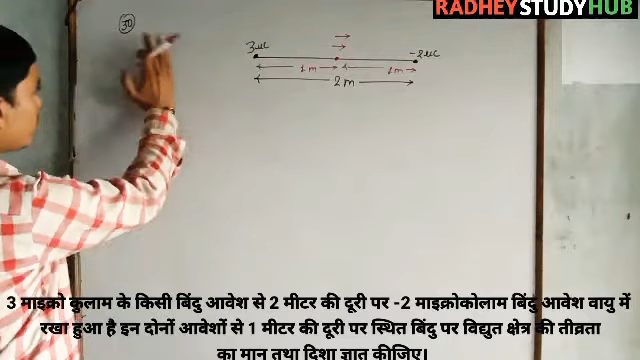 RADHEYSTUDYHUB
30
3μc
-2μc
1m
1m
2m
3 माइक्रो कुलाम के किसी बिंदु आवेश से 2 मीटर की दूरी पर -2 माइक्रोकोलाम बिंदु आवेश वायु में
रखा हुआ है इन दोनों आवेशों से 1 मीटर की दूरी पर स्थित बिंदु पर विद्युत क्षेत्र की तीव्रता
का मान तथा दिशा ज्ञात कीजिए।